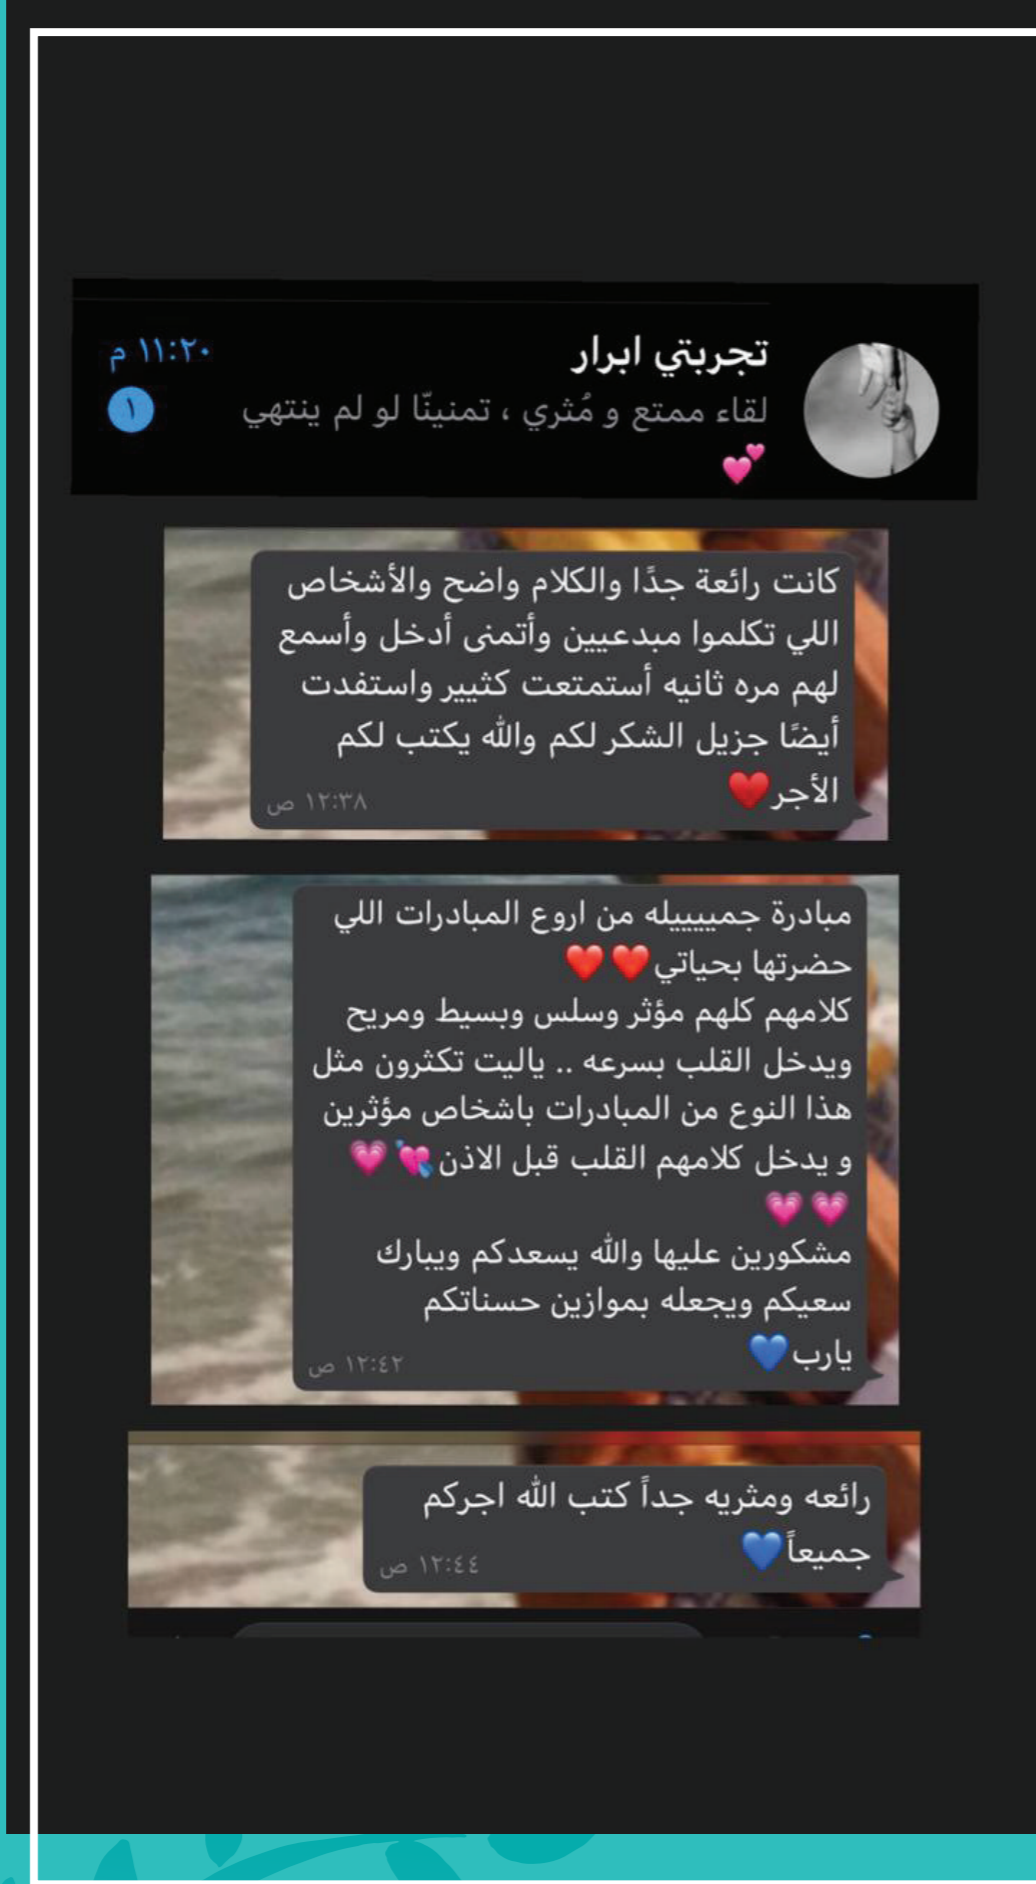 تجربتي ابرار
١١:٢٠ م
لقاء ممتع و مُثري ، تمنينّا لو لم ينتهي
١
💕
كانت رائعة جدًا والكلام واضح والأشخاص
اللي تكلموا مبدعيين وأتمنى أدخل وأسمع
لهم مره ثانيه أستمتعت كثيير واستفدت
أيضًا جزيل الشكر لكم والله يكتب لكم
الأجر❤️
١٢:٣٨ ص
مبادرة جميييييله من اروع المبادرات اللي
حضرتها بحياتي❤️❤️
كلامهم كلهم مؤثر وسلس وبسيط ومريح
ويدخل القلب بسرعه .. ياليت تكثرون مثل
هذا النوع من المبادرات باشخاص مؤثرين
و يدخل كلامهم القلب قبل الاذن💘💗
💗💗
مشكورين عليها والله يسعدكم ويبارك
سعيكم ويجعله بموازين حسناتكم
يارب💙
١٢:٤٢ ص
رائعه ومثريه جداً كتب الله اجركم
جميعاً💙
١٢:٤٤ ص